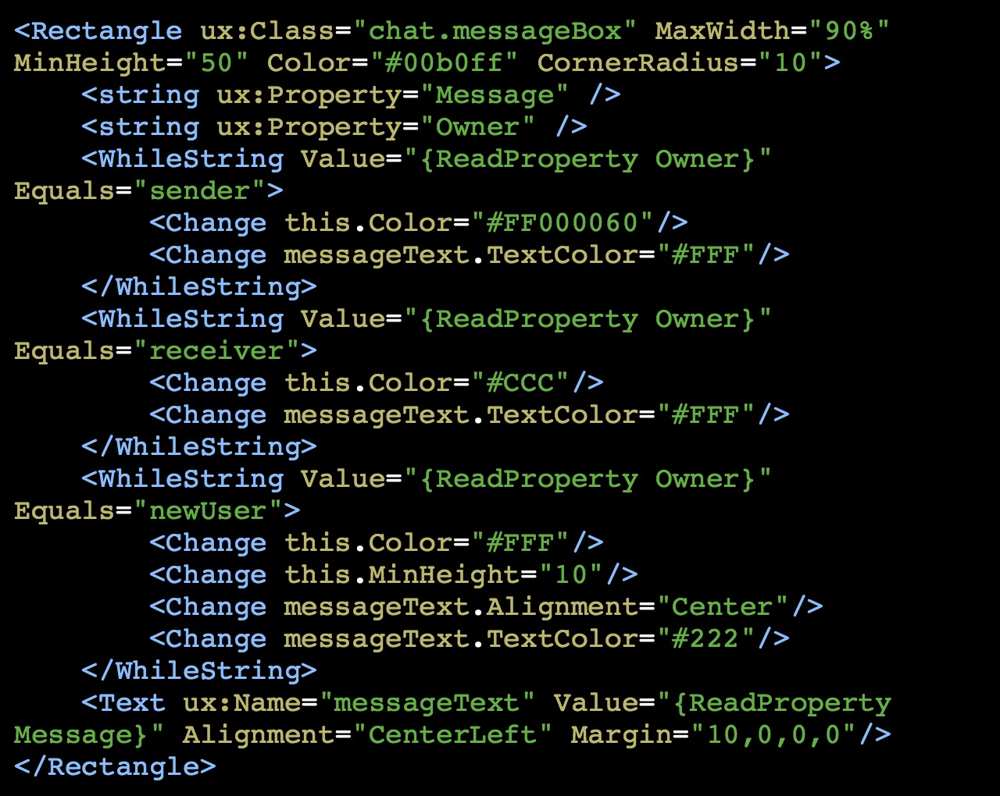 <Rectangle ux:Class="chat.messageBox" MaxWidth="90%"
MinHeight="50" Color="#00b0ff" CornerRadius="10">
    <string ux:Property="Message" />
    <string ux:Property="Owner" />
    <WhileString Value="{ReadProperty Owner}"
Equals="sender">
        <Change this.Color="#FF000060"/>
        <Change messageText.TextColor="#FFF"/>
    </WhileString>
    <WhileString Value="{ReadProperty Owner}"
Equals="receiver">
        <Change this.Color="#CCC"/>
        <Change messageText.TextColor="#FFF"/>
    </WhileString>
    <WhileString Value="{ReadProperty Owner}"
Equals="newUser">
        <Change this.Color="#FFF"/>
        <Change this.MinHeight="10"/>
        <Change messageText.Alignment="Center"/>
        <Change messageText.TextColor="#222"/>
    </WhileString>
    <Text ux:Name="messageText" Value="{ReadProperty
Message}" Alignment="CenterLeft" Margin="10,0,0,0"/>
</Rectangle>